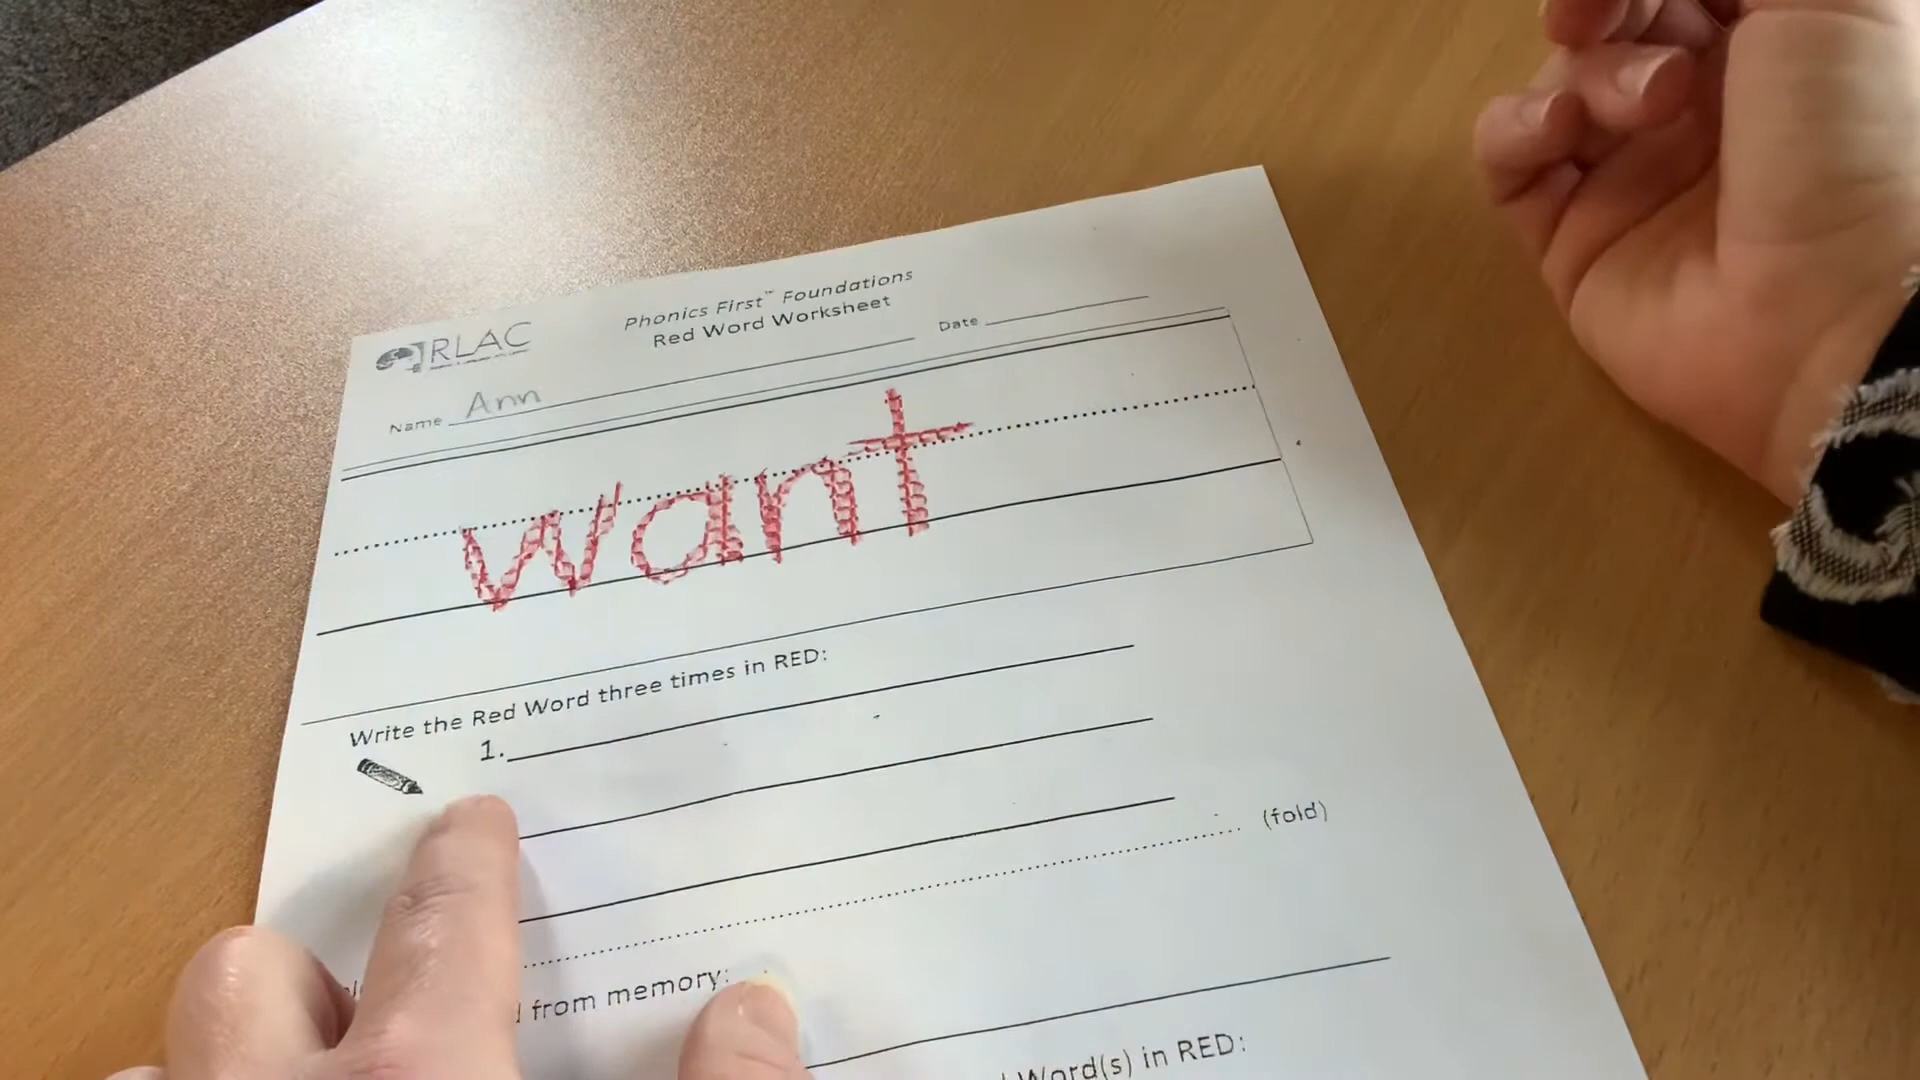 RLAC
Phonics First™ Foundations
Red Word Worksheet
Name Ann
Date
want
Write the Red Word three times in RED:
1.
(fold)
from memory:
Word(s) in RED: